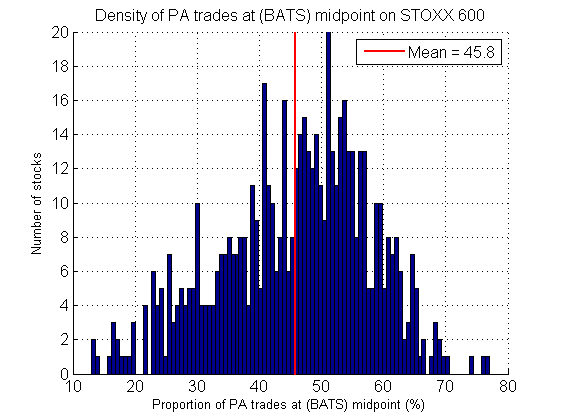 Density of PA trades at (BATS) midpoint on STOXX 600
Mean = 45.8
20
18
16
14
12
10
8
6
4
2
0
Number of stocks
10 20 30 40 50 60 70 80
Proportion of PA trades at (BATS) midpoint (%)